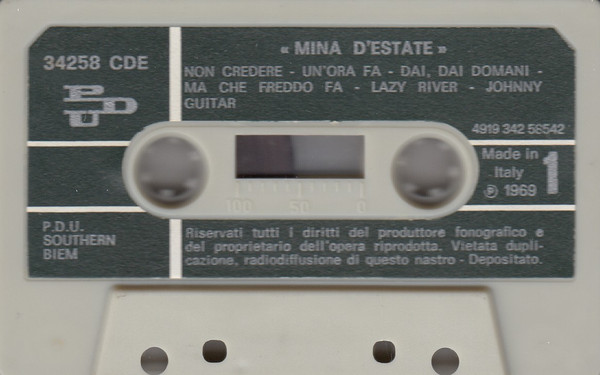 34258 CDE
PDU
« MINA D'ESTATE »
NON CREDERE - UN'ORA FA - DAI, DAI DOMANI -
MA CHE FREDDO FA - LAZY RIVER - JOHNNY
GUITAR
4919 342 56542
Made in
Italy
℗ 1969
1
100 50 0
P.D.U.
SOUTHERN
BIEM
Riservati tutti i diritti del produttore fonografico e
del proprietario dell'opera riprodotta. Vietata dupli-
cazione, radiodiffusione di questo nastro - Depositato.